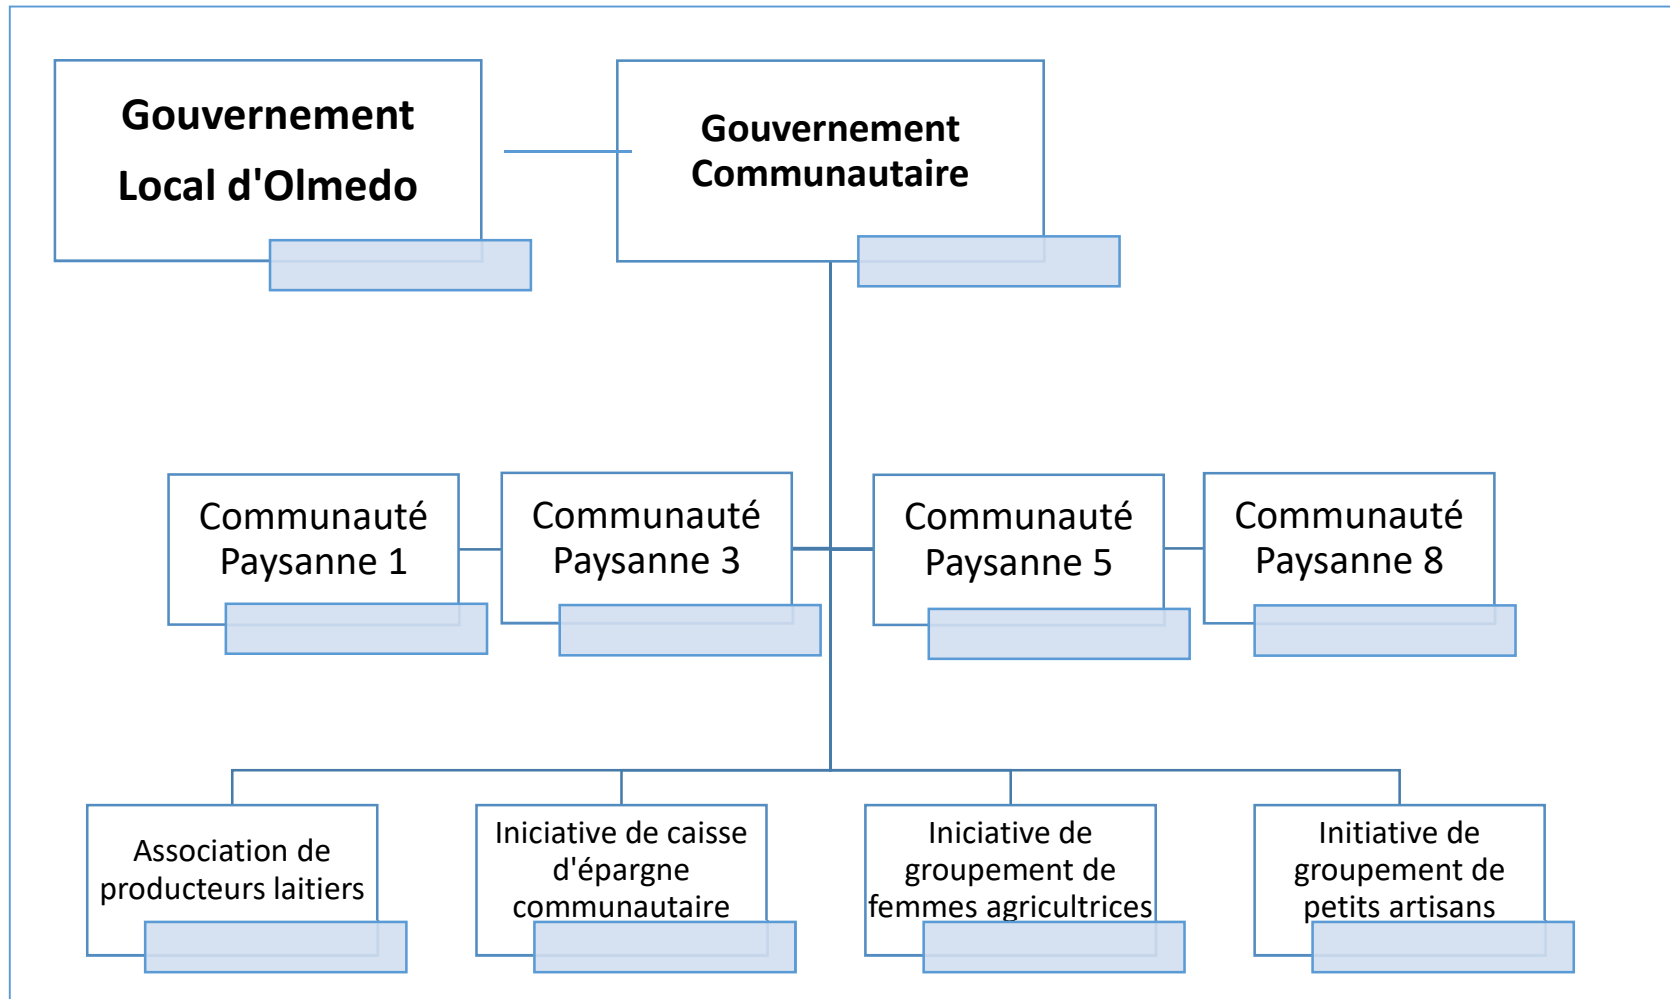 Gouvernement
Local d'Olmedo
Gouvernement
Communautaire
Communauté
Paysanne 1
Communauté
Paysanne 3
Communauté
Paysanne 5
Communauté
Paysanne 8
Association de
producteurs laitiers
Iniciative de caisse
d'épargne
communautaire
Iniciative de
groupement de
femmes agricultrices
Initiative de
groupement de
petits artisans